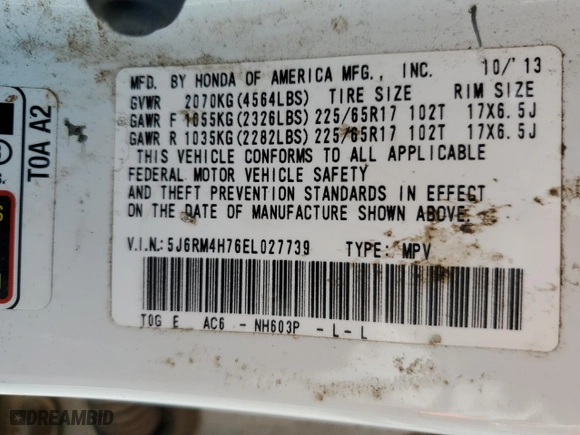 MFD. BY HONDA OF AMERICA MFG., INC. 10/'13
GVWR 2070KG(4564LBS) TIRE SIZE RIM SIZE
GAWR F 1055KG(2326LBS) 225/65R17 102T 17X6.5J
GAWR R 1035KG(2282LBS) 225/65R17 102T 17X6.5J
THIS VEHICLE CONFORMS TO ALL APPLICABLE
FEDERAL MOTOR VEHICLE SAFETY
AND THEFT PREVENTION STANDARDS IN EFFECT
ON THE DATE OF MANUFACTURE SHOWN ABOVE.
V.I.N.: 5J6RM4H76EL027739 TYPE: MPV
T0G E AC6 - NH603P - L - L
T0A A2
DREAMBID